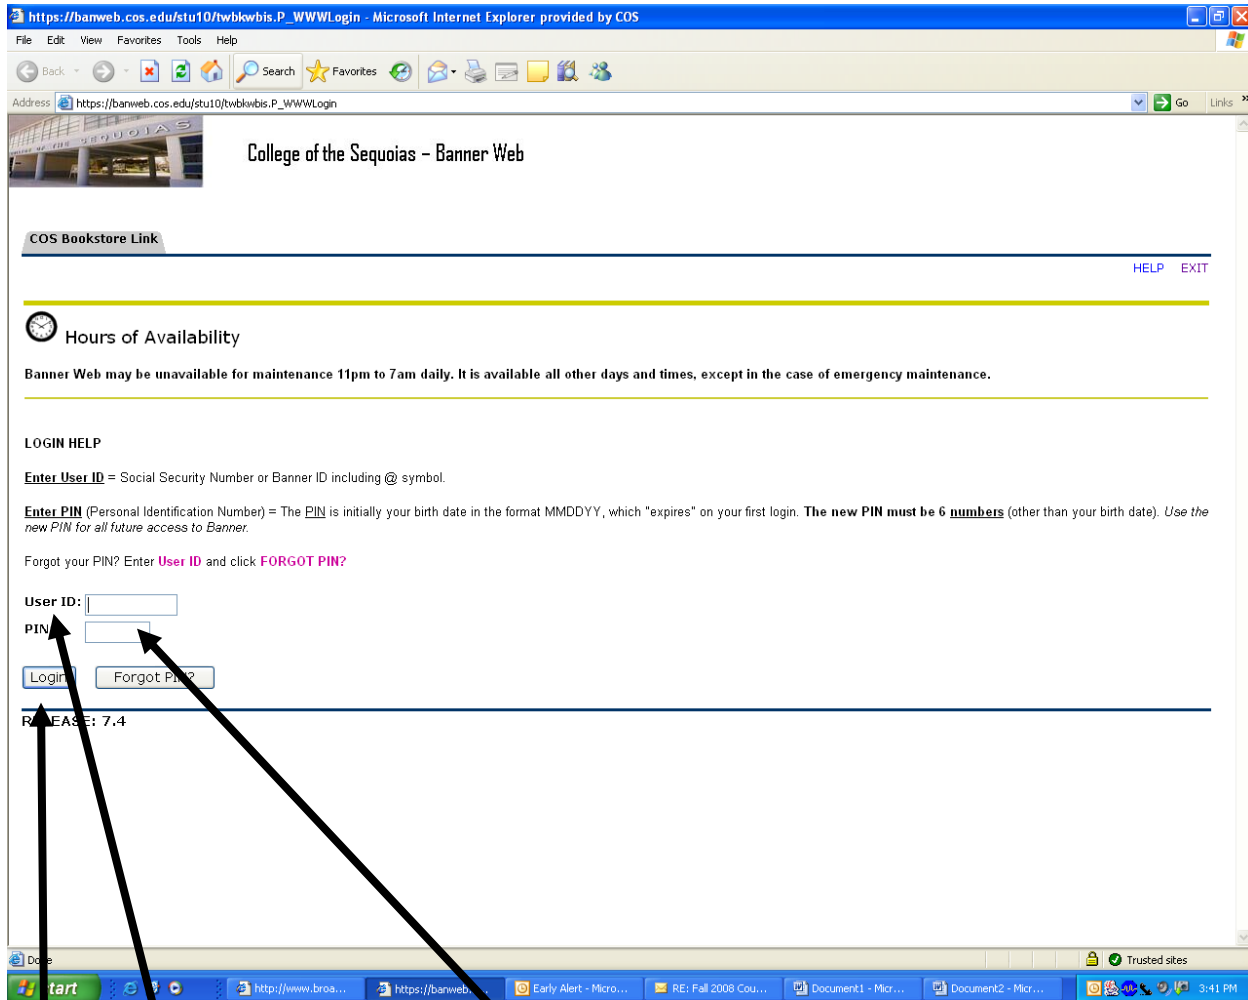 https://banweb.cos.edu/stu10/twbkwbis.P_WWWLogin - Microsoft Internet Explorer provided by COS
File Edit View Favorites Tools Help
Back Search Favorites
Address https://banweb.cos.edu/stu10/twbkwbis.P_WWWLogin Go Links »
College of the Sequoias – Banner Web
COS Bookstore Link
HELP EXIT
Hours of Availability
Banner Web may be unavailable for maintenance 11pm to 7am daily. It is available all other days and times, except in the case of emergency maintenance.
LOGIN HELP
Enter User ID = Social Security Number or Banner ID including @ symbol.
Enter PIN (Personal Identification Number) = The PIN is initially your birth date in the format MMDDYY, which "expires" on your first login. The new PIN must be 6 numbers (other than your birth date). Use the
new PIN for all future access to Banner.
Forgot your PIN? Enter User ID and click FORGOT PIN?
User ID:
PIN
Login Forgot PIN?
RELEASE: 7.4
Done Trusted sites
start http://www.broa... https://banweb.... Early Alert - Micro... RE: Fall 2008 Cou... Document1 - Micr... Document2 - Micr... 3:41 PM